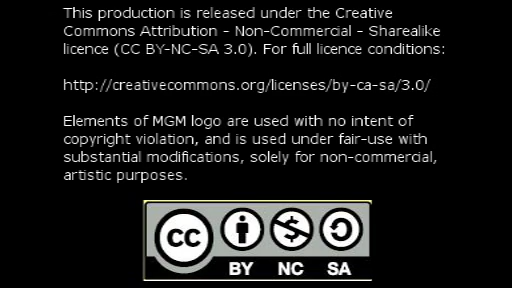 This production is released under the Creative
Commons Attribution - Non-Commercial - Sharealike
licence (CC BY-NC-SA 3.0). For full licence conditions:
http://creativecommons.org/licenses/by-ca-sa/3.0/
Elements of MGM logo are used with no intent of
copyright violation, and is used under fair-use with
substantial modifications, solely for non-commercial,
artistic purposes.
cc $
BY NC SA